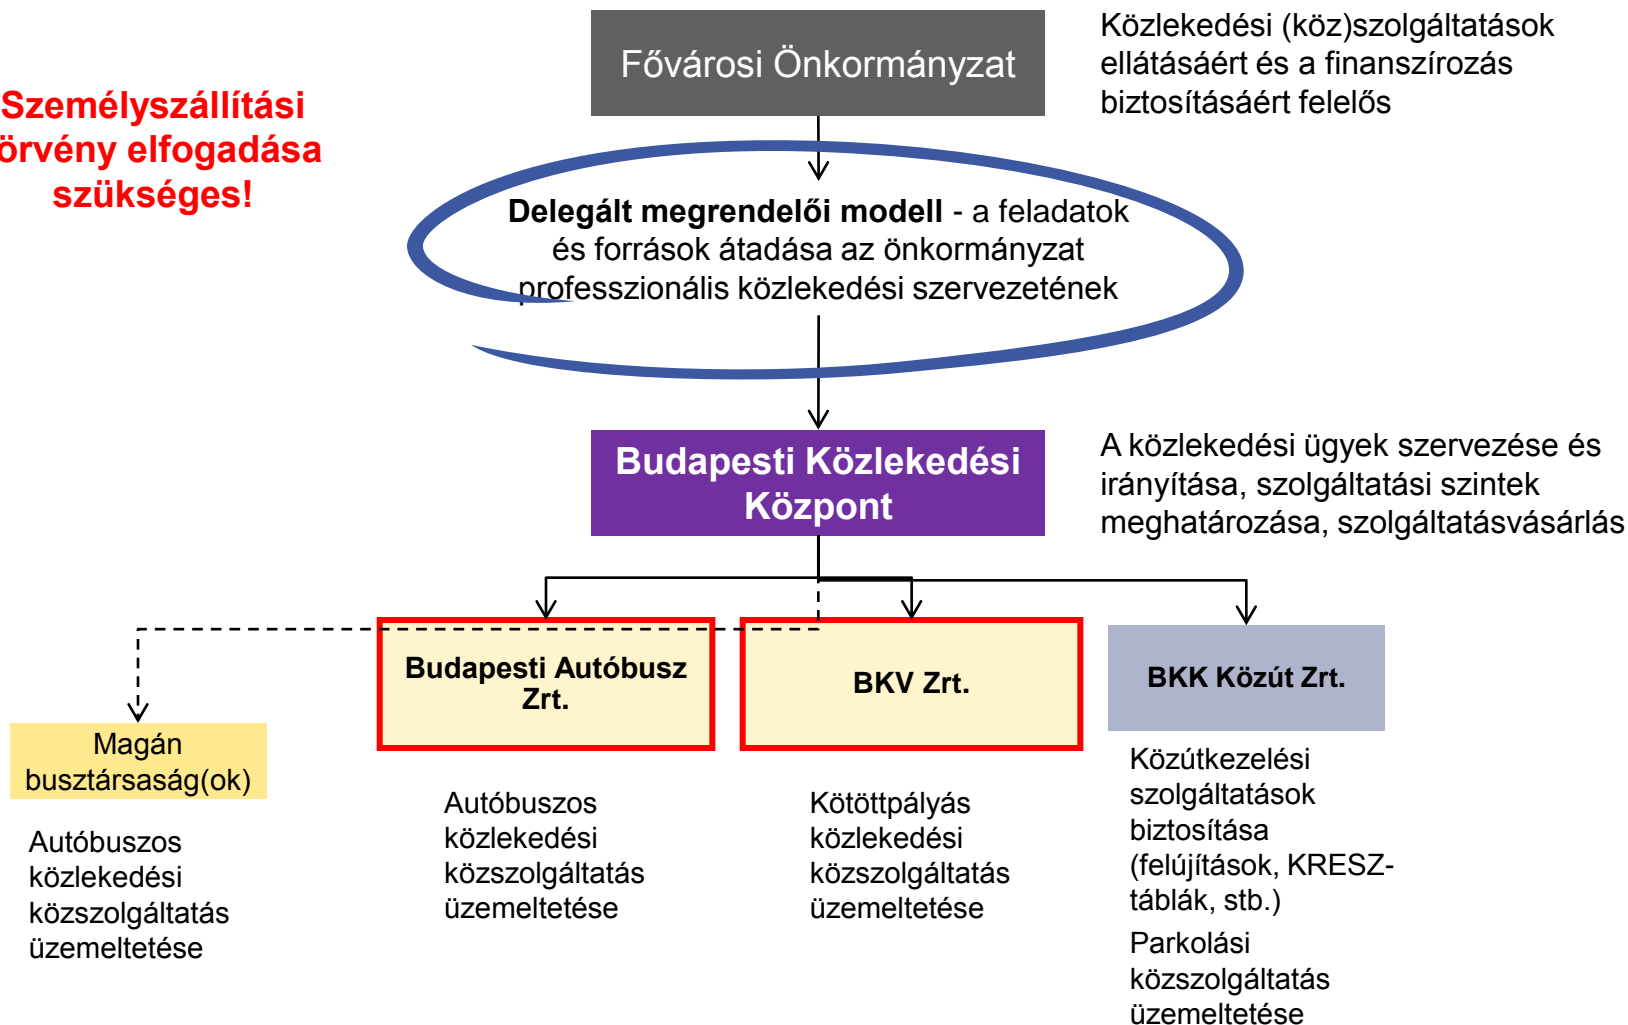 Fővárosi Önkormányzat
Közlekedési (köz)szolgáltatások
ellátásáért és a finanszírozás
biztosításáért felelős
Személyszállítási
örvény elfogadása
szükséges!
Delegált megrendelői modell - a feladatok
és források átadása az önkormányzat
professzionális közlekedési szervezetének
Budapesti Közlekedési
Központ
A közlekedési ügyek szervezése és
irányítása, szolgáltatási szintek
meghatározása, szolgáltatásvásárlás
Magán
busztársaság(ok)
Autóbuszos
közlekedési
közszolgáltatás
üzemeltetése
Budapesti Autóbusz
Zrt.
Autóbuszos
közlekedési
közszolgáltatás
üzemeltetése
BKV Zrt.
Kötöttpályás
közlekedési
közszolgáltatás
üzemeltetése
BKK Közút Zrt.
Közútkezelési
szolgáltatások
biztosítása
(felújítások, KRESZ-
táblák, stb.)
Parkolási
közszolgáltatás
üzemeltetése